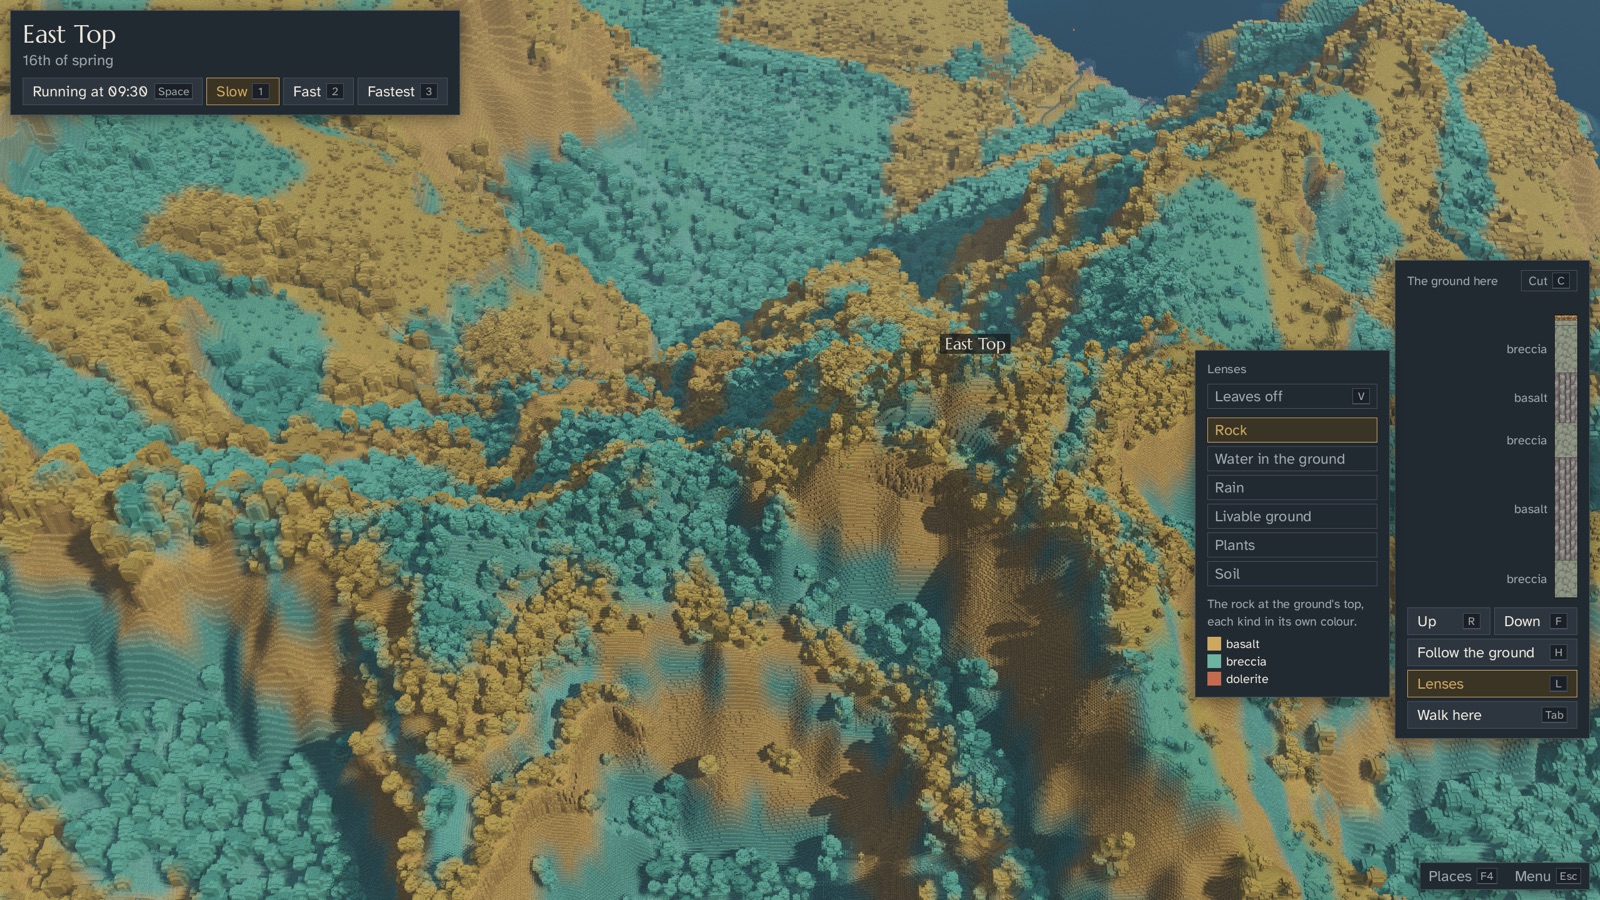 East Top
16th of spring
Running at 09:30 Space Slow 1 Fast 2 Fastest 3
East Top
The ground here Cut C
breccia
basalt
breccia
basalt
breccia
Up R Down F
Follow the ground H
Lenses L
Walk here Tab
Lenses
Leaves off V
Rock
Water in the ground
Rain
Livable ground
Plants
Soil
The rock at the ground's top,
each kind in its own colour.
basalt
breccia
dolerite
Places F4 Menu Esc